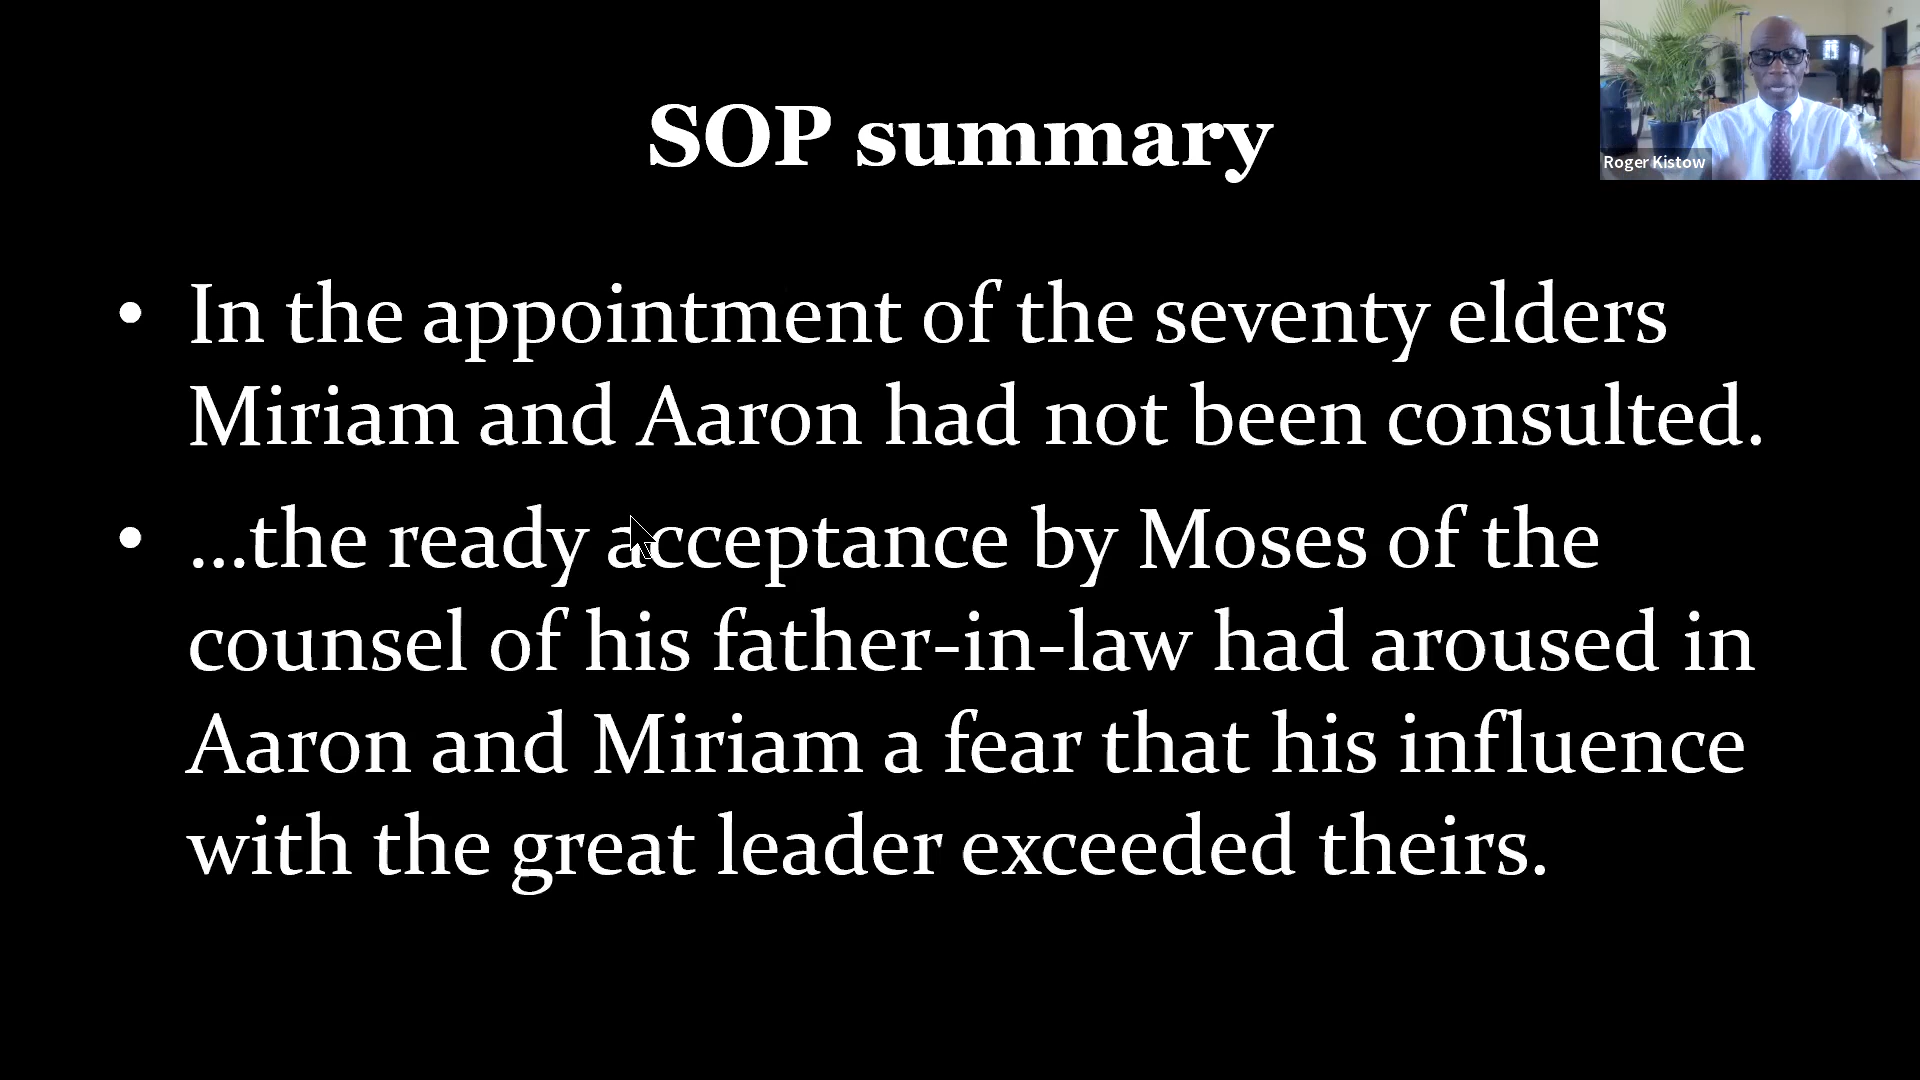 SOP summary
Roger Kistow
• In the appointment of the seventy elders
Miriam and Aaron had not been consulted.
• ...the ready acceptance by Moses of the
counsel of his father-in-law had aroused in
Aaron and Miriam a fear that his influence
with the great leader exceeded theirs.